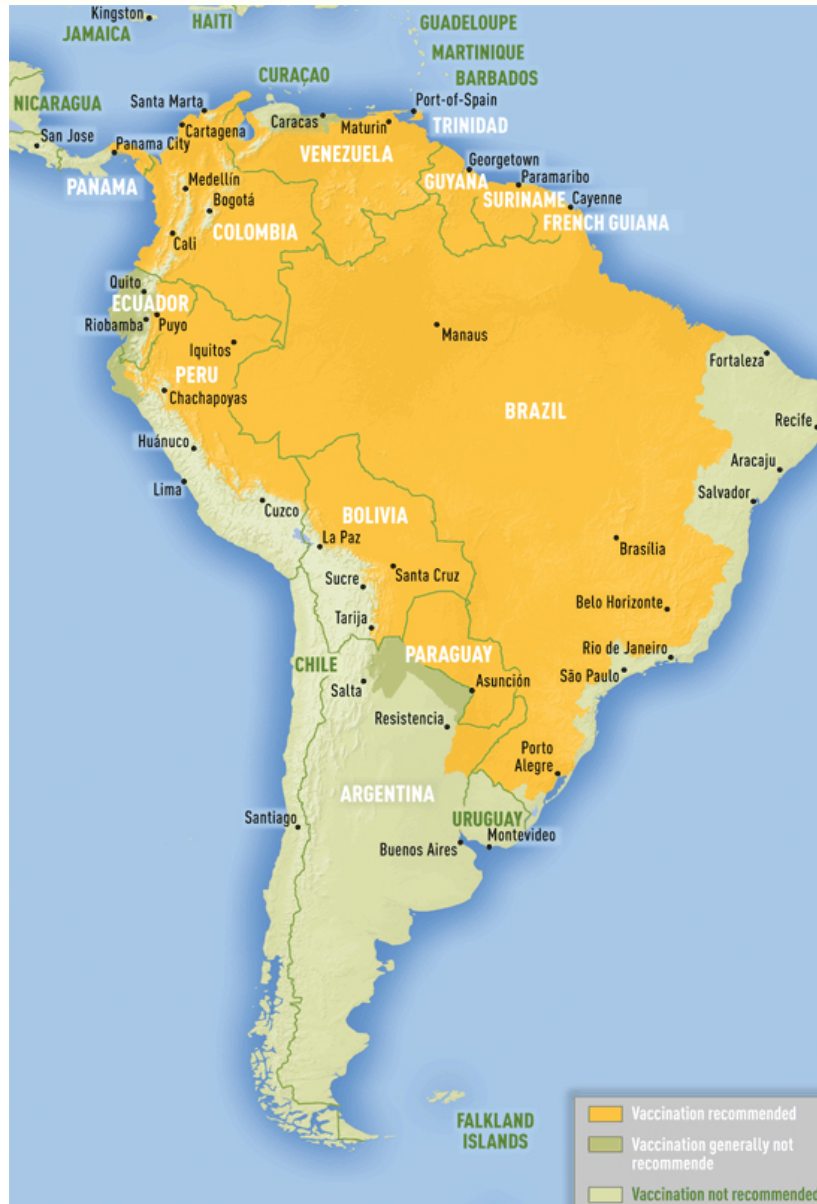 Kingston
JAMAICA
HAITI
GUADELOUPE
MARTINIQUE
BARBADOS
CURAÇAO
NICARAGUA
Santa Marta
Port-of-Spain
Caracas
Maturin
TRINIDAD
San Jose
Panama City
Cartagena
VENEZUELA
PANAMA
Georgetown
Medellín
GUYANA
Paramaribo
Bogotá
SURINAME
Cayenne
COLOMBIA
FRENCH GUIANA
Cali
Quito
ECUADOR
Riobamba
Puyo
Manaus
Iquitos
Fortaleza
PERU
Chachapoyas
BRAZIL
Recife
Huánuco
Aracaju
Lima
Salvador
Cuzco
BOLIVIA
La Paz
Brasília
Santa Cruz
Sucre
Belo Horizonte
Tarija
Rio de Janeiro
PARAGUAY
CHILE
São Paulo
Salta
Asunción
Resistencia
Porto
Alegre
ARGENTINA
Santiago
URUGUAY
Montevideo
Buenos Aires
FALKLAND
ISLANDS
Vaccination recommended
Vaccination generally not
recommende
Vaccination not recommended